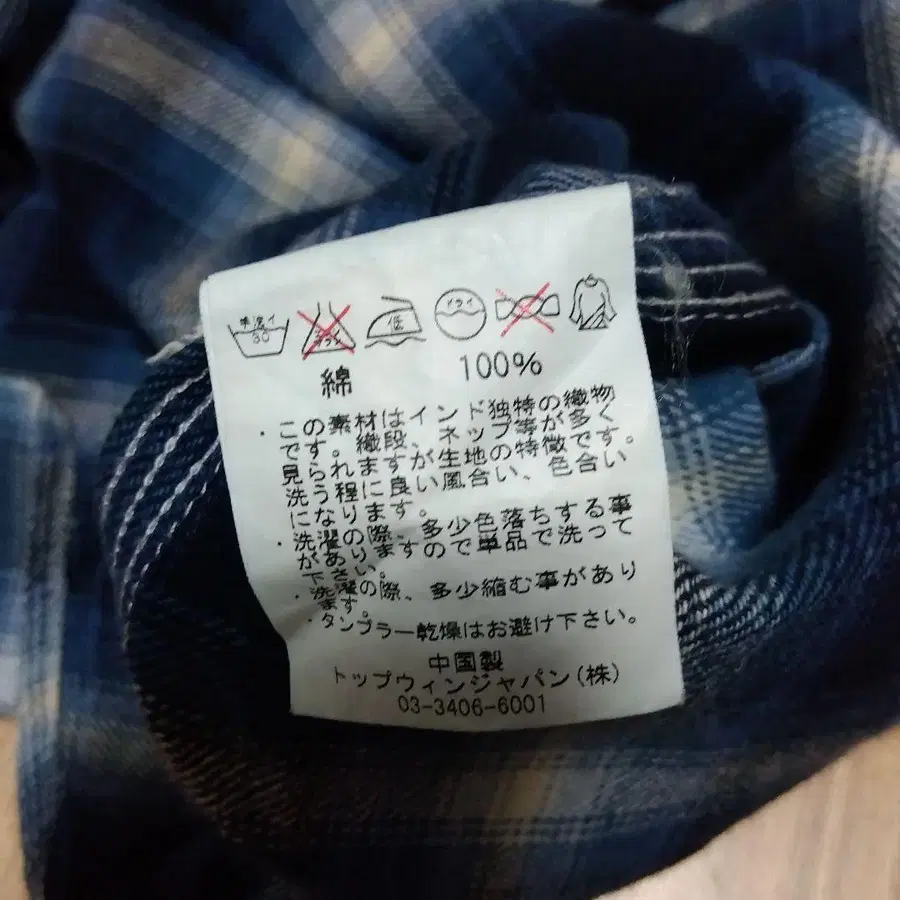 手洗イ 30 低 ドライ
綿 100%
・この素材はインド独特の織物
です。織段、ネップ等が多く
見られますが生地の特徴です。
洗う程に良い風合い、色合い
になります。
・洗濯の際、多少色落ちする事
がありますので単品で洗って
下さい。
・洗濯の際、多少縮む事があり
ます。
・タンブラー乾燥はお避け下さい。
中国製
トップウィンジャパン(株)
03-3406-6001